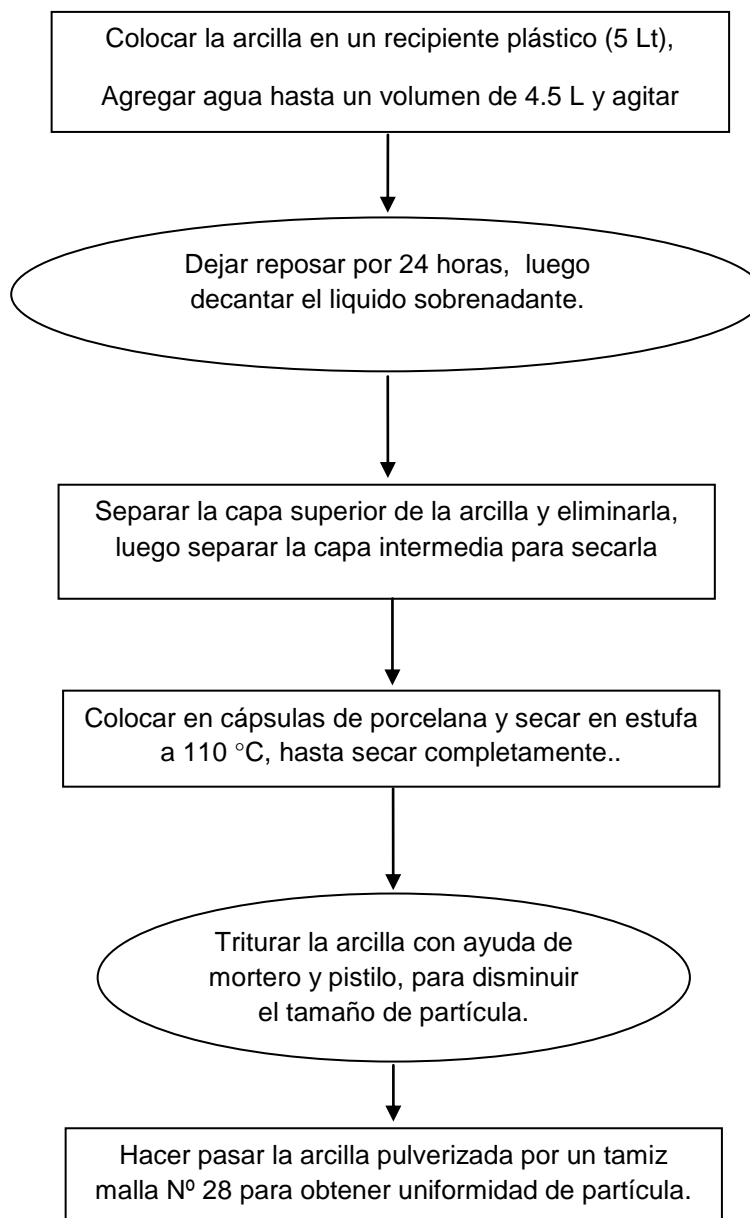 Colocar la arcilla en un recipiente plástico (5 Lt),
Agregar agua hasta un volumen de 4.5 L y agitar
Dejar reposar por 24 horas, luego
decantar el liquido sobrenadante.
Separar la capa superior de la arcilla y eliminarla,
luego separar la capa intermedia para secarla
Colocar en cápsulas de porcelana y secar en estufa
a 110 °C, hasta secar completamente..
Triturar la arcilla con ayuda de
mortero y pistilo, para disminuir
el tamaño de partícula.
Hacer pasar la arcilla pulverizada por un tamiz
malla Nº 28 para obtener uniformidad de partícula.